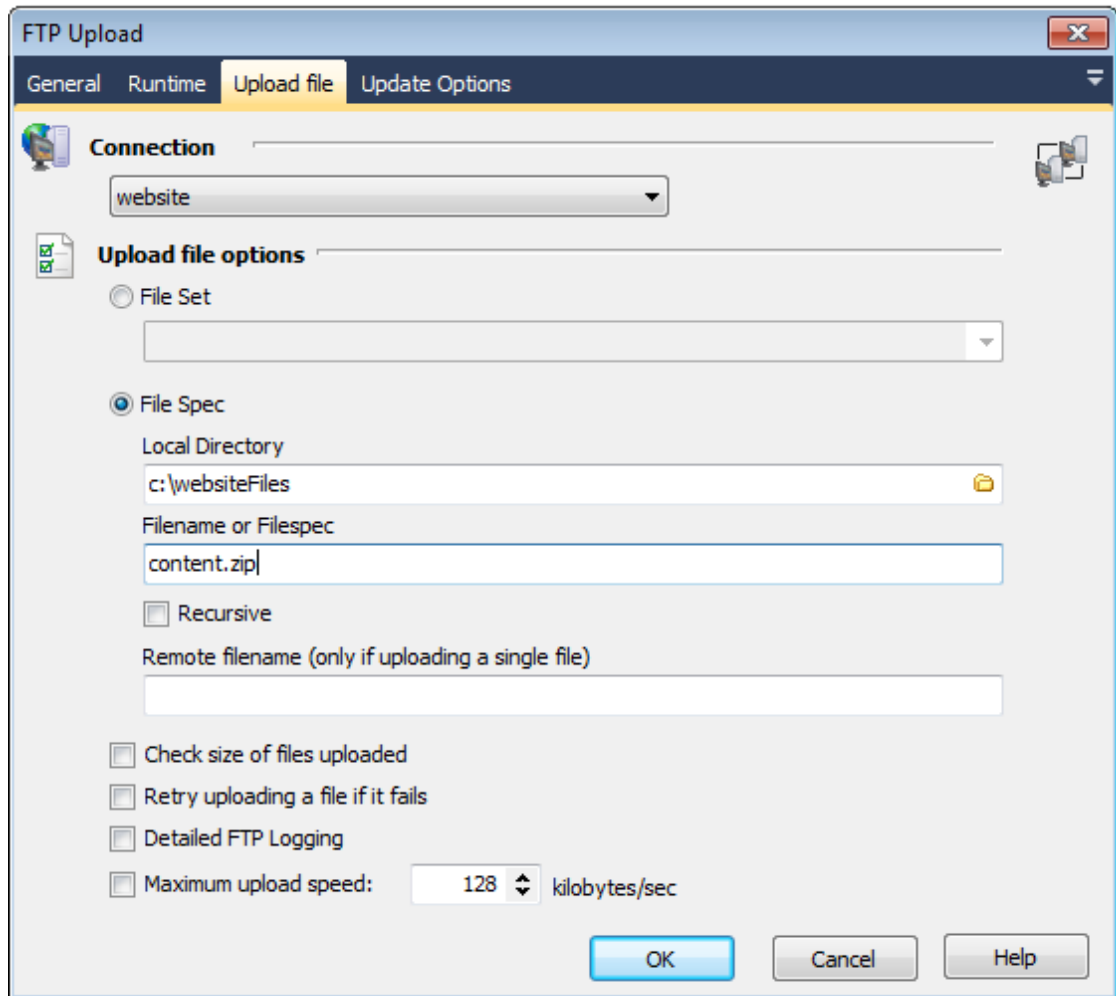 FTP Upload
General Runtime Upload file Update Options
Connection
website
Upload file options
File Set
File Spec
Local Directory
c:\websiteFiles
Filename or Filespec
content.zip
Recursive
Remote filename (only if uploading a single file)
Check size of files uploaded
Retry uploading a file if it fails
Detailed FTP Logging
Maximum upload speed: 128 kilobytes/sec
OK Cancel Help